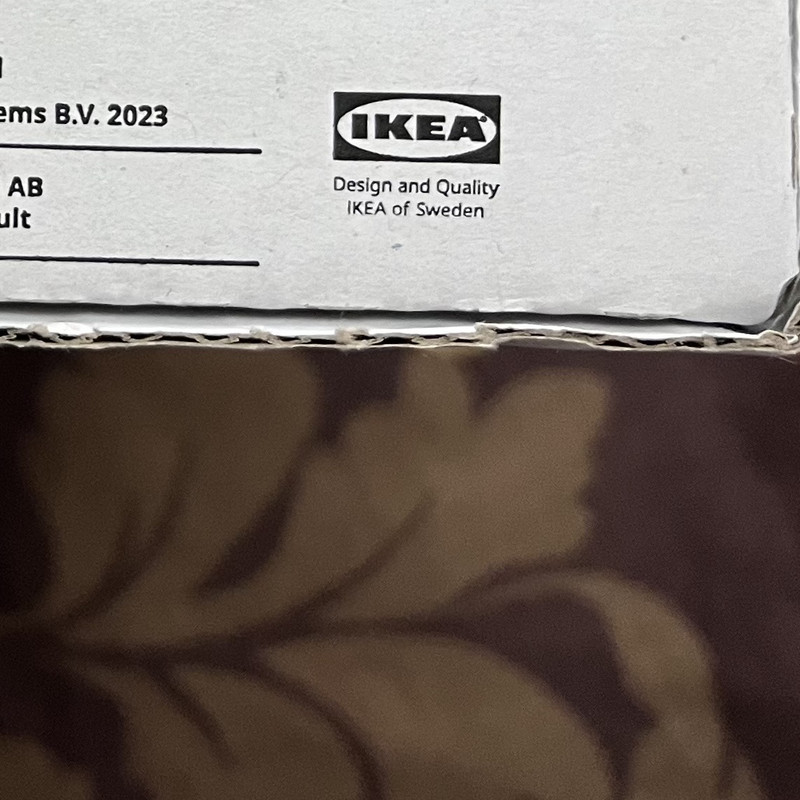 ems B.V. 2023
AB
ult
IKEA
Design and Quality
IKEA of Sweden